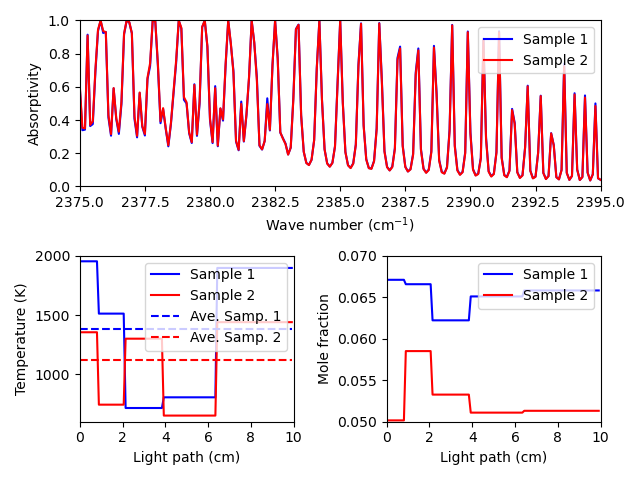 1.0
0.8
0.6
0.4
0.2
0.0
Absorptivity
Sample 1
Sample 2
2375.0 2377.5 2380.0 2382.5 2385.0 2387.5 2390.0 2392.5 2395.0
Wave number (cm⁻¹)
2000
1500
1000
Temperature (K)
Sample 1
Sample 2
Ave. Samp. 1
Ave. Samp. 2
0 2 4 6 8 10
Light path (cm)
0.070
0.065
0.060
0.055
0.050
Mole fraction
Sample 1
Sample 2
0 2 4 6 8 10
Light path (cm)